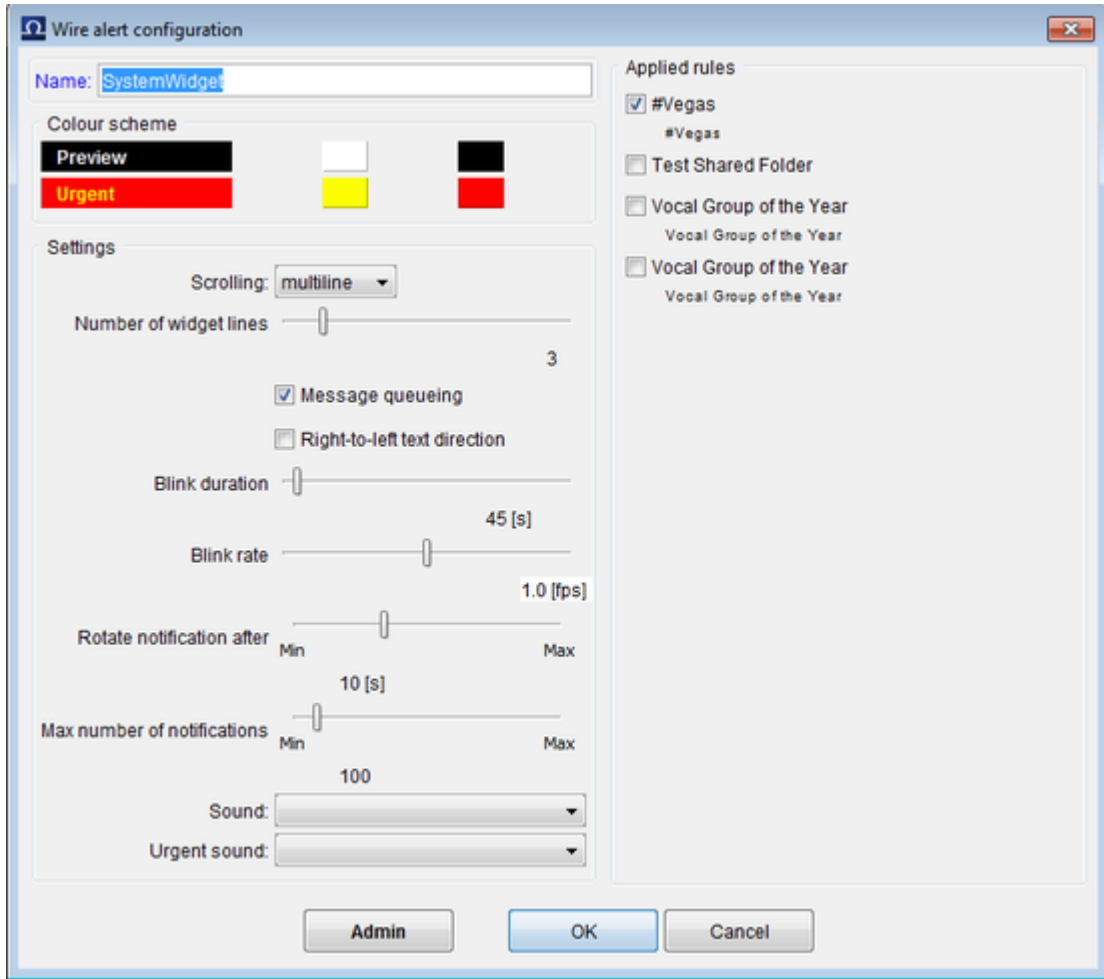 Wire alert configuration
Name: SystemWidget
Colour scheme
Preview
Urgent
Settings
Scrolling: multiline
Number of widget lines
3
Message queueing
Right-to-left text direction
Blink duration
45 [s]
Blink rate
1.0 [fps]
Rotate notification after
Min Max
10 [s]
Max number of notifications
Min Max
100
Sound:
Urgent sound:
Applied rules
#Vegas
#Vegas
Test Shared Folder
Vocal Group of the Year
Vocal Group of the Year
Vocal Group of the Year
Vocal Group of the Year
Admin OK Cancel